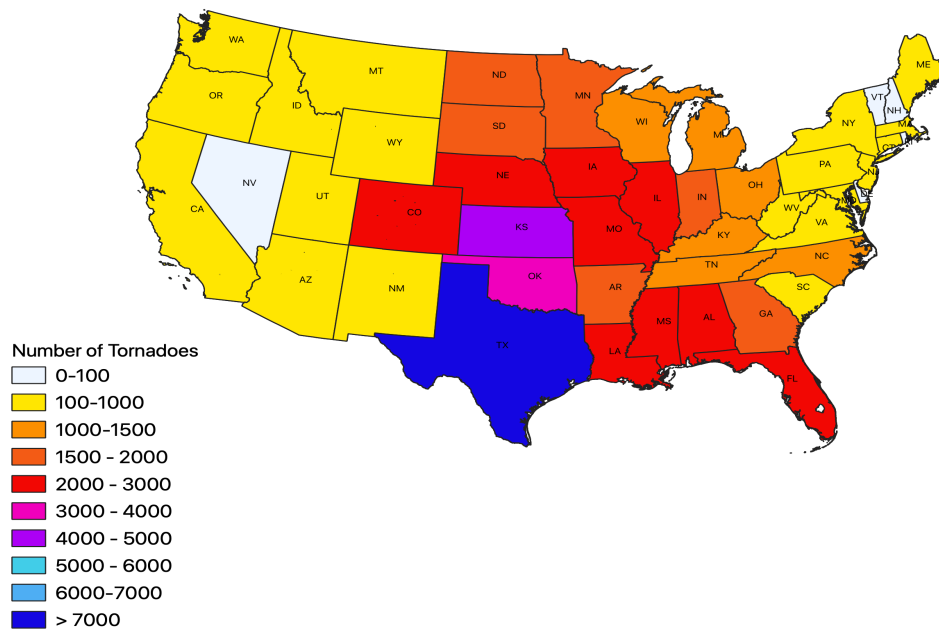 WA
ME
MT
ND
VT
OR
MN
NH
ID
SD
WI
NY
MI
WY
PA
IA
NE
OH
NV
IL
IN
UT
WV
CO
VA
CA
KS
MO
KY
NC
TN
AZ
OK
NM
AR
SC
GA
MS
AL
TX
LA
FL
Number of Tornadoes
0-100
100-1000
1000-1500
1500 - 2000
2000 - 3000
3000 - 4000
4000 - 5000
5000 - 6000
6000-7000
> 7000